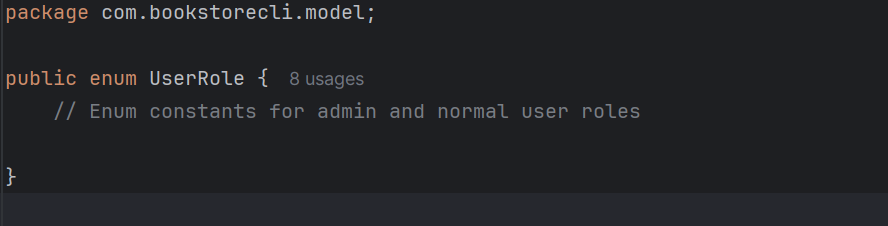 package com.bookstorecli.model;
public enum UserRole { 8 usages
// Enum constants for admin and normal user roles
}